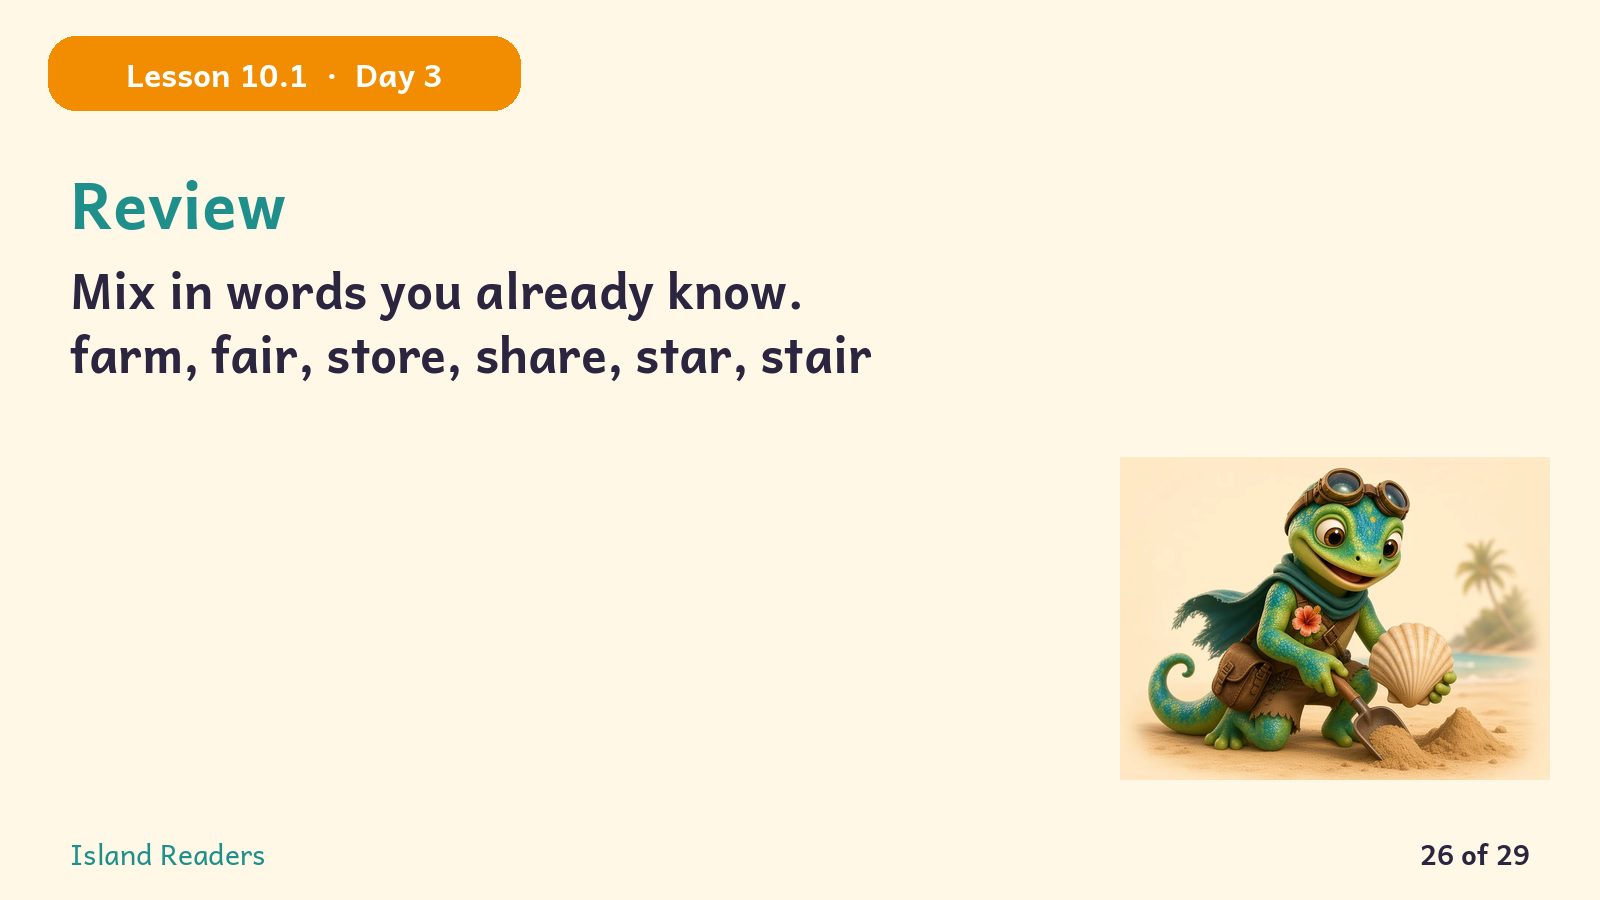 Lesson 10.1 · Day 3
Review
Mix in words you already know.
farm, fair, store, share, star, stair
Island Readers
26 of 29